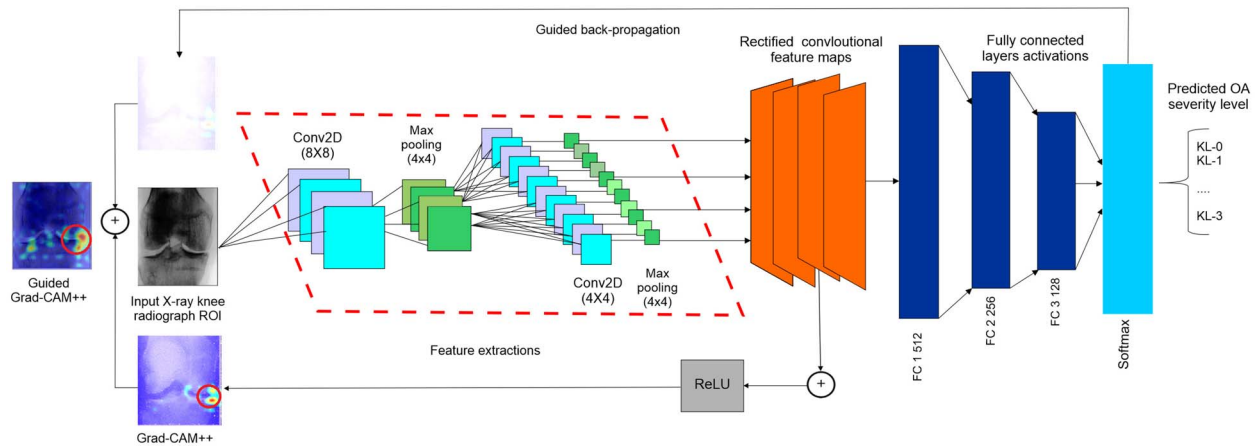 Guided back-propagation
Rectified convloutional
feature maps
Fully connected
layers activations
Predicted OA
severity level
KL-0
KL-1
....
KL-3
Conv2D
(8X8)
Max
pooling
(4x4)
Conv2D
(4X4)
Max
pooling
(4x4)
+
Guided
Grad-CAM++
Input X-ray knee
radiograph ROI
Feature extractions
ReLU
+
Grad-CAM++
FC 1 512
FC 2 256
FC 3 128
Softmax